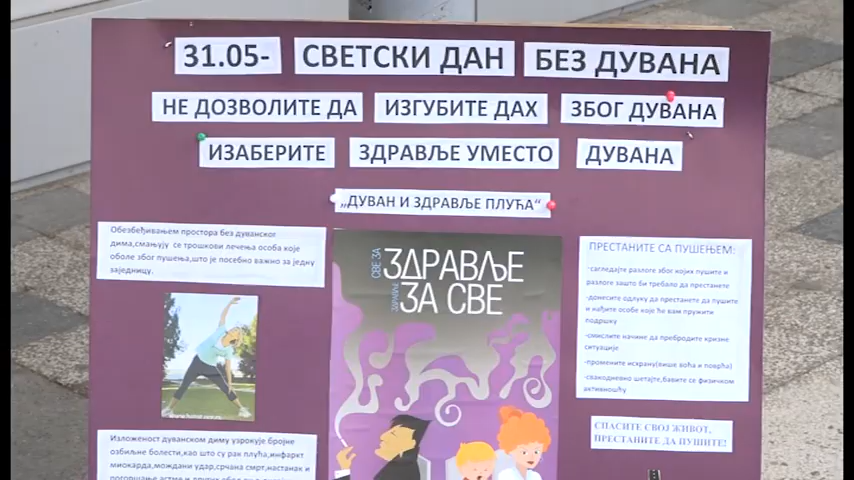 31.05- СВЕТСКИ ДАН БЕЗ ДУВАНА
НЕ ДОЗВОЛИТЕ ДА ИЗГУБИТЕ ДАХ ЗБОГ ДУВАНА
ИЗАБЕРИТЕ ЗДРАВЉЕ УМЕСТО ДУВАНА
„ДУВАН И ЗДРАВЉЕ ПЛУЋА“
Обезбеђивањем простора без дуванског
дима,смањују се трошкови лечења особа које
оболе због пушења,што је посебно важно за једну
заједницу.
Изложеност дуванском диму узрокује бројне
озбиљне болести,као што су рак плућа,инфаркт
миокарда,мождани удар,срчана смрт,настанак и
СВЕ ЗА
ЗДРАВЉЕ
ЗДРАВЉЕ
ЗА СВЕ
ПРЕСТАНИТЕ СА ПУШЕЊЕМ:
-сагледајте разлоге због којих пушите и
разлоге зашто би требало да престанете
-донесите одлуку да престанете да пушите
и нађите особе које ће вам пружити
подршку
-смислите начине да пребродите кризне
ситуације
-промените исхрану(више воћа и поврћа)
-свакодневно шетајте,бавите се физичком
активношћу
СПАСИТЕ СВОЈ ЖИВОТ,
ПРЕСТАНИТЕ ДА ПУШИТЕ!